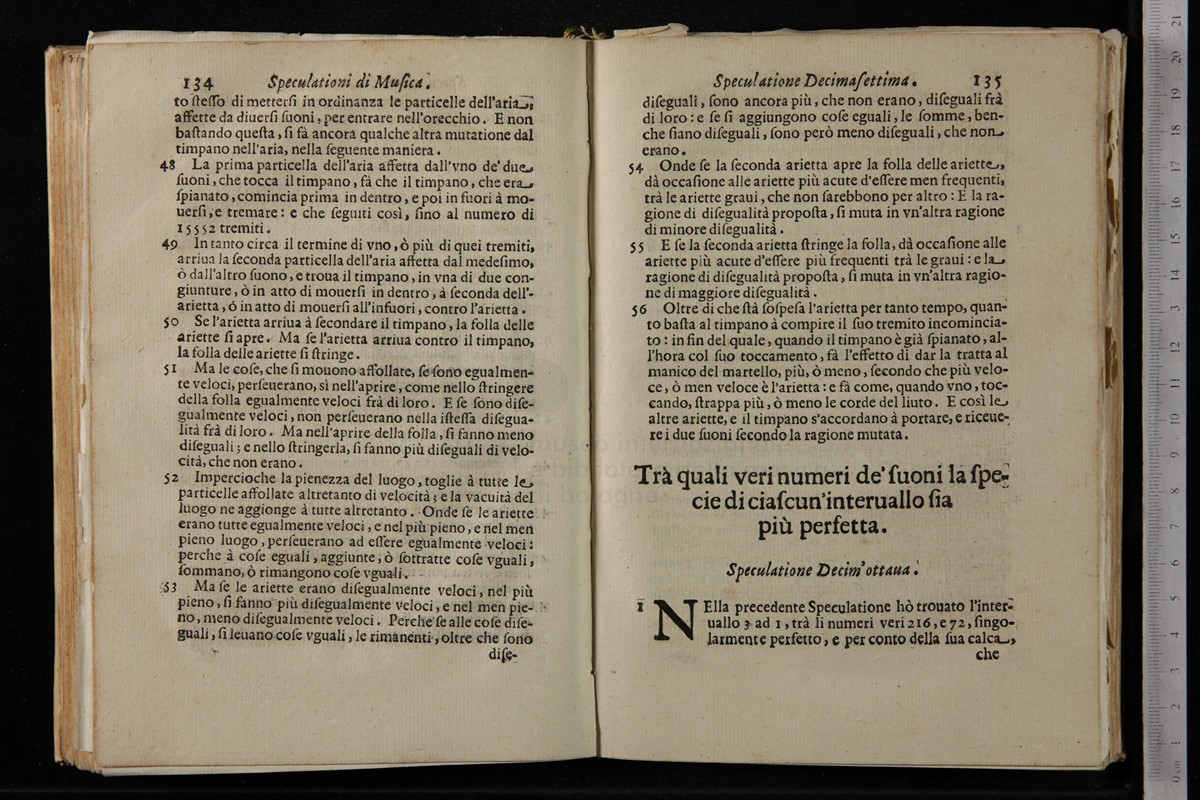 134 Speculationi di Muſica.
to ſteſſo di metterſi in ordinanza le particelle dell'aria,
affette da diuerſi ſuoni, per entrare nell'orecchio. E non
baſtando queſta, ſi fà ancora qualche altra mutatione dal
timpano nell'aria, nella ſeguente maniera.
48 La prima particella dell'aria affetta dall'vno de' due
ſuoni, che tocca il timpano, fà che il timpano, che era
ſpianato, comincia prima in dentro, e poi in fuori à mo-
uerſi, e tremare: e che ſeguiti così, ſino al numero di
15552 tremiti.
49 In tanto circa il termine di vno, ò più di quei tremiti,
arriua la ſeconda particella dell'aria affetta dal medeſimo,
ò dall'altro ſuono, e troua il timpano, in vna di due con-
giunture, ò in atto di mouerſi in dentro, à ſeconda dell'-
arietta, ó in atto di mouerſi all'infuori, contro l'arietta.
50 Se l'arietta arriua à ſecondare il timpano, la folla delle
ariette ſi apre. Ma ſe l'arietta arriua contro il timpano,
la folla delle ariette ſi ſtringe.
51 Ma le coſe, che ſi mouono affollate, ſe ſono egualmen-
te veloci, perſeuerano, sì nell'aprire, come nello ſtringere
della folla egualmente veloci frà di loro. E ſe ſono diſe-
gualmente veloci, non perſeuerano nella iſteſſa diſegua-
lità frà di loro. Ma nell'aprire della folla, ſi fanno meno
diſeguali; e nello ſtringerla, ſi fanno più diſeguali di velo-
cità, che non erano.
52 Impercioche la pienezza del luogo, toglie à tutte le
particelle affollate altretanto di velocità; e la vacuità del
luogo ne aggionge à tutte altretanto. Onde ſe le ariette
erano tutte egualmente veloci, e nel più pieno, e nel men
pieno luogo, perſeuerano ad eſſere egualmente veloci:
perche à coſe eguali, aggiunte, ò ſottratte coſe vguali,
ſommano, ò rimangono coſe vguali.
53 Ma ſe le ariette erano diſegualmente veloci, nel più
pieno, ſi fanno più diſegualmente veloci, e nel men pie-
no, meno diſegualmente veloci. Perche ſe alle coſe diſe-
guali, ſi leuano coſe vguali, le rimanenti, oltre che ſono
diſe-
Speculatione Decimaſettima. 135
diſeguali, ſono ancora più, che non erano, diſeguali frà
di loro: e ſe ſi aggiungono coſe eguali, le ſomme, ben-
che ſiano diſeguali, ſono però meno diſeguali, che non
erano.
54 Onde ſe la ſeconda arietta apre la folla delle ariette,
dà occaſione alle ariette più acute d'eſſere men frequenti,
trà le ariette graui, che non ſarebbono per altro: E la ra-
gione di diſegualità propoſta, ſi muta in vn'altra ragione
di minore diſegualità.
55 E ſe la ſeconda arietta ſtringe la folla, dà occaſione alle
ariette più acute d'eſſere più frequenti trà le graui: e la
ragione di diſegualità propoſta, ſi muta in vn'altra ragio-
ne di maggiore diſegualità.
56 Oltre di che ſtà ſoſpeſa l'arietta per tanto tempo, quan-
to baſta al timpano à compire il ſuo tremito incomincia-
to: in fin del quale, quando il timpano è già ſpianato, al-
l'hora col ſuo toccamento, fà l'effetto di dar la tratta al
manico del martello, più, ò meno, ſecondo che più velo-
ce, ò men veloce è l'arietta: e fà come, quando vno, toc-
cando, ſtrappa più, ò meno le corde del liuto. E così le
altre ariette, e il timpano s'accordano à portare, e riceue-
re i due ſuoni ſecondo la ragione mutata.
Trà quali veri numeri de' ſuoni la ſpe-
cie di ciaſcun'interuallo ſia
più perfetta.
Speculatione Decim'ottaua.
1 NElla precedente Speculatione hò trouato l'inter-
uallo 3 ad 1, trà li numeri veri 216, e 72, ſingo-
larmente perfetto, e per conto della ſua calca,
che